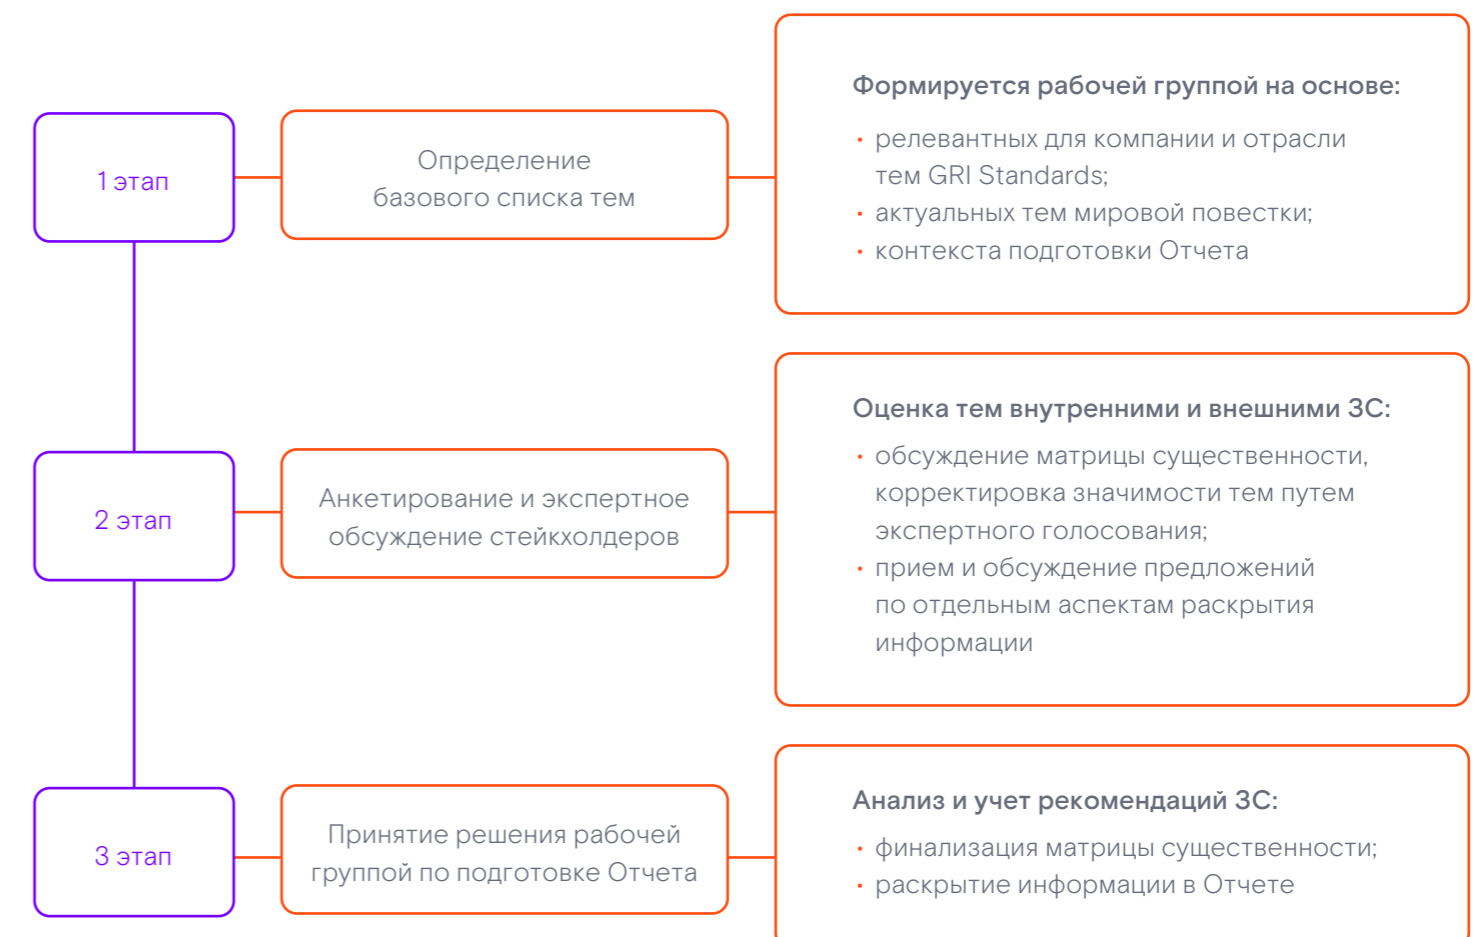 1 этап
Определение
базового списка тем
Формируется рабочей группой на основе:
• релевантных для компании и отрасли
тем GRI Standards;
• актуальных тем мировой повестки;
• контекста подготовки Отчета
2 этап
Анкетирование и экспертное
обсуждение стейкхолдеров
Оценка тем внутренними и внешними ЗС:
• обсуждение матрицы существенности,
корректировка значимости тем путем
экспертного голосования;
• прием и обсуждение предложений
по отдельным аспектам раскрытия
информации
3 этап
Принятие решения рабочей
группой по подготовке Отчета
Анализ и учет рекомендаций ЗС:
• финализация матрицы существенности;
• раскрытие информации в Отчете